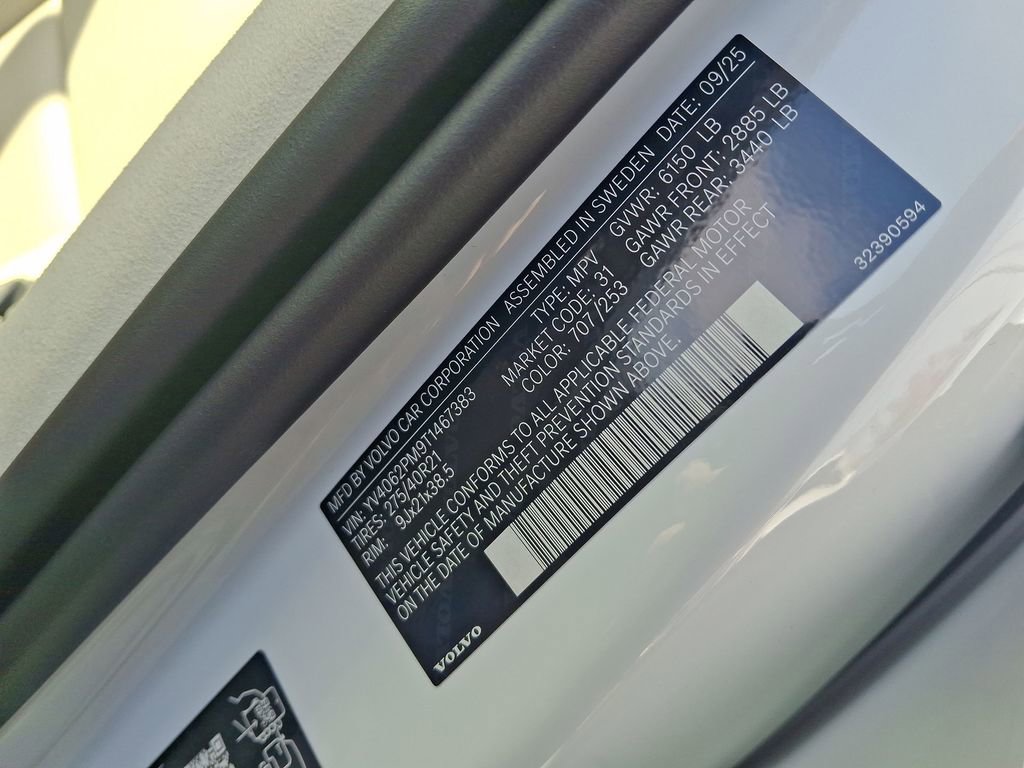 MFD BY VOLVO CAR CORPORATION ASSEMBLED IN SWEDEN DATE: 09/25
VIN: YV4062PM9T1467383 TYPE: MPV GVWR: 6150 LB
TIRES: 275/40R21 MARKET CODE: 31 GAWR FRONT: 2885 LB
RIM: 9Jx21x38.5 COLOR: 707/253 GAWR REAR: 3440 LB
THIS VEHICLE CONFORMS TO ALL APPLICABLE FEDERAL MOTOR
VEHICLE SAFETY AND THEFT PREVENTION STANDARDS IN EFFECT
ON THE DATE OF MANUFACTURE SHOWN ABOVE.
VOLVO 32390594